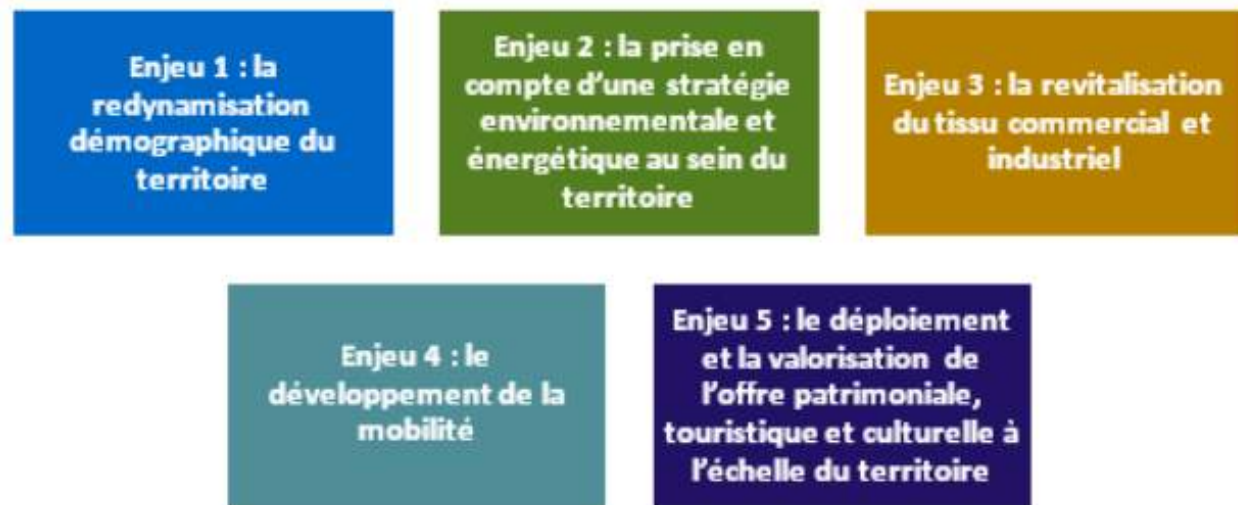 Enjeu 1 : la
redynamisation
démographique du
territoire
Enjeu 2 : la prise en
compte d'une stratégie
environnementale et
énergétique au sein du
territoire
Enjeu 3 : la revitalisation
du tissu commercial et
industriel
Enjeu 4 : le
développement de la
mobilité
Enjeu 5 : le déploiement
et la valorisation de
l'offre patrimoniale,
touristique et culturelle à
l'échelle du territoire